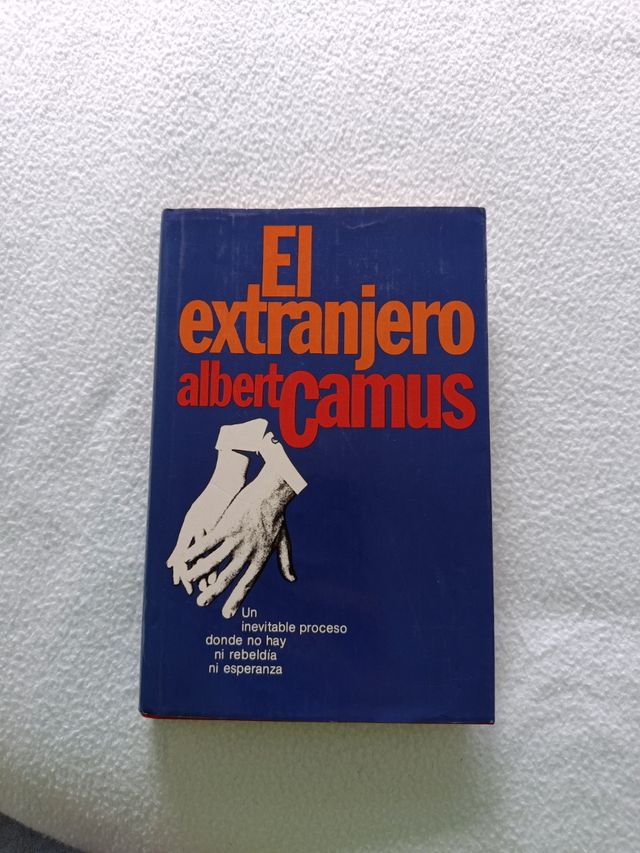 El
extranjero
albert Camus
Un
inevitable proceso
donde no hay
ni rebeldía
ni esperanza